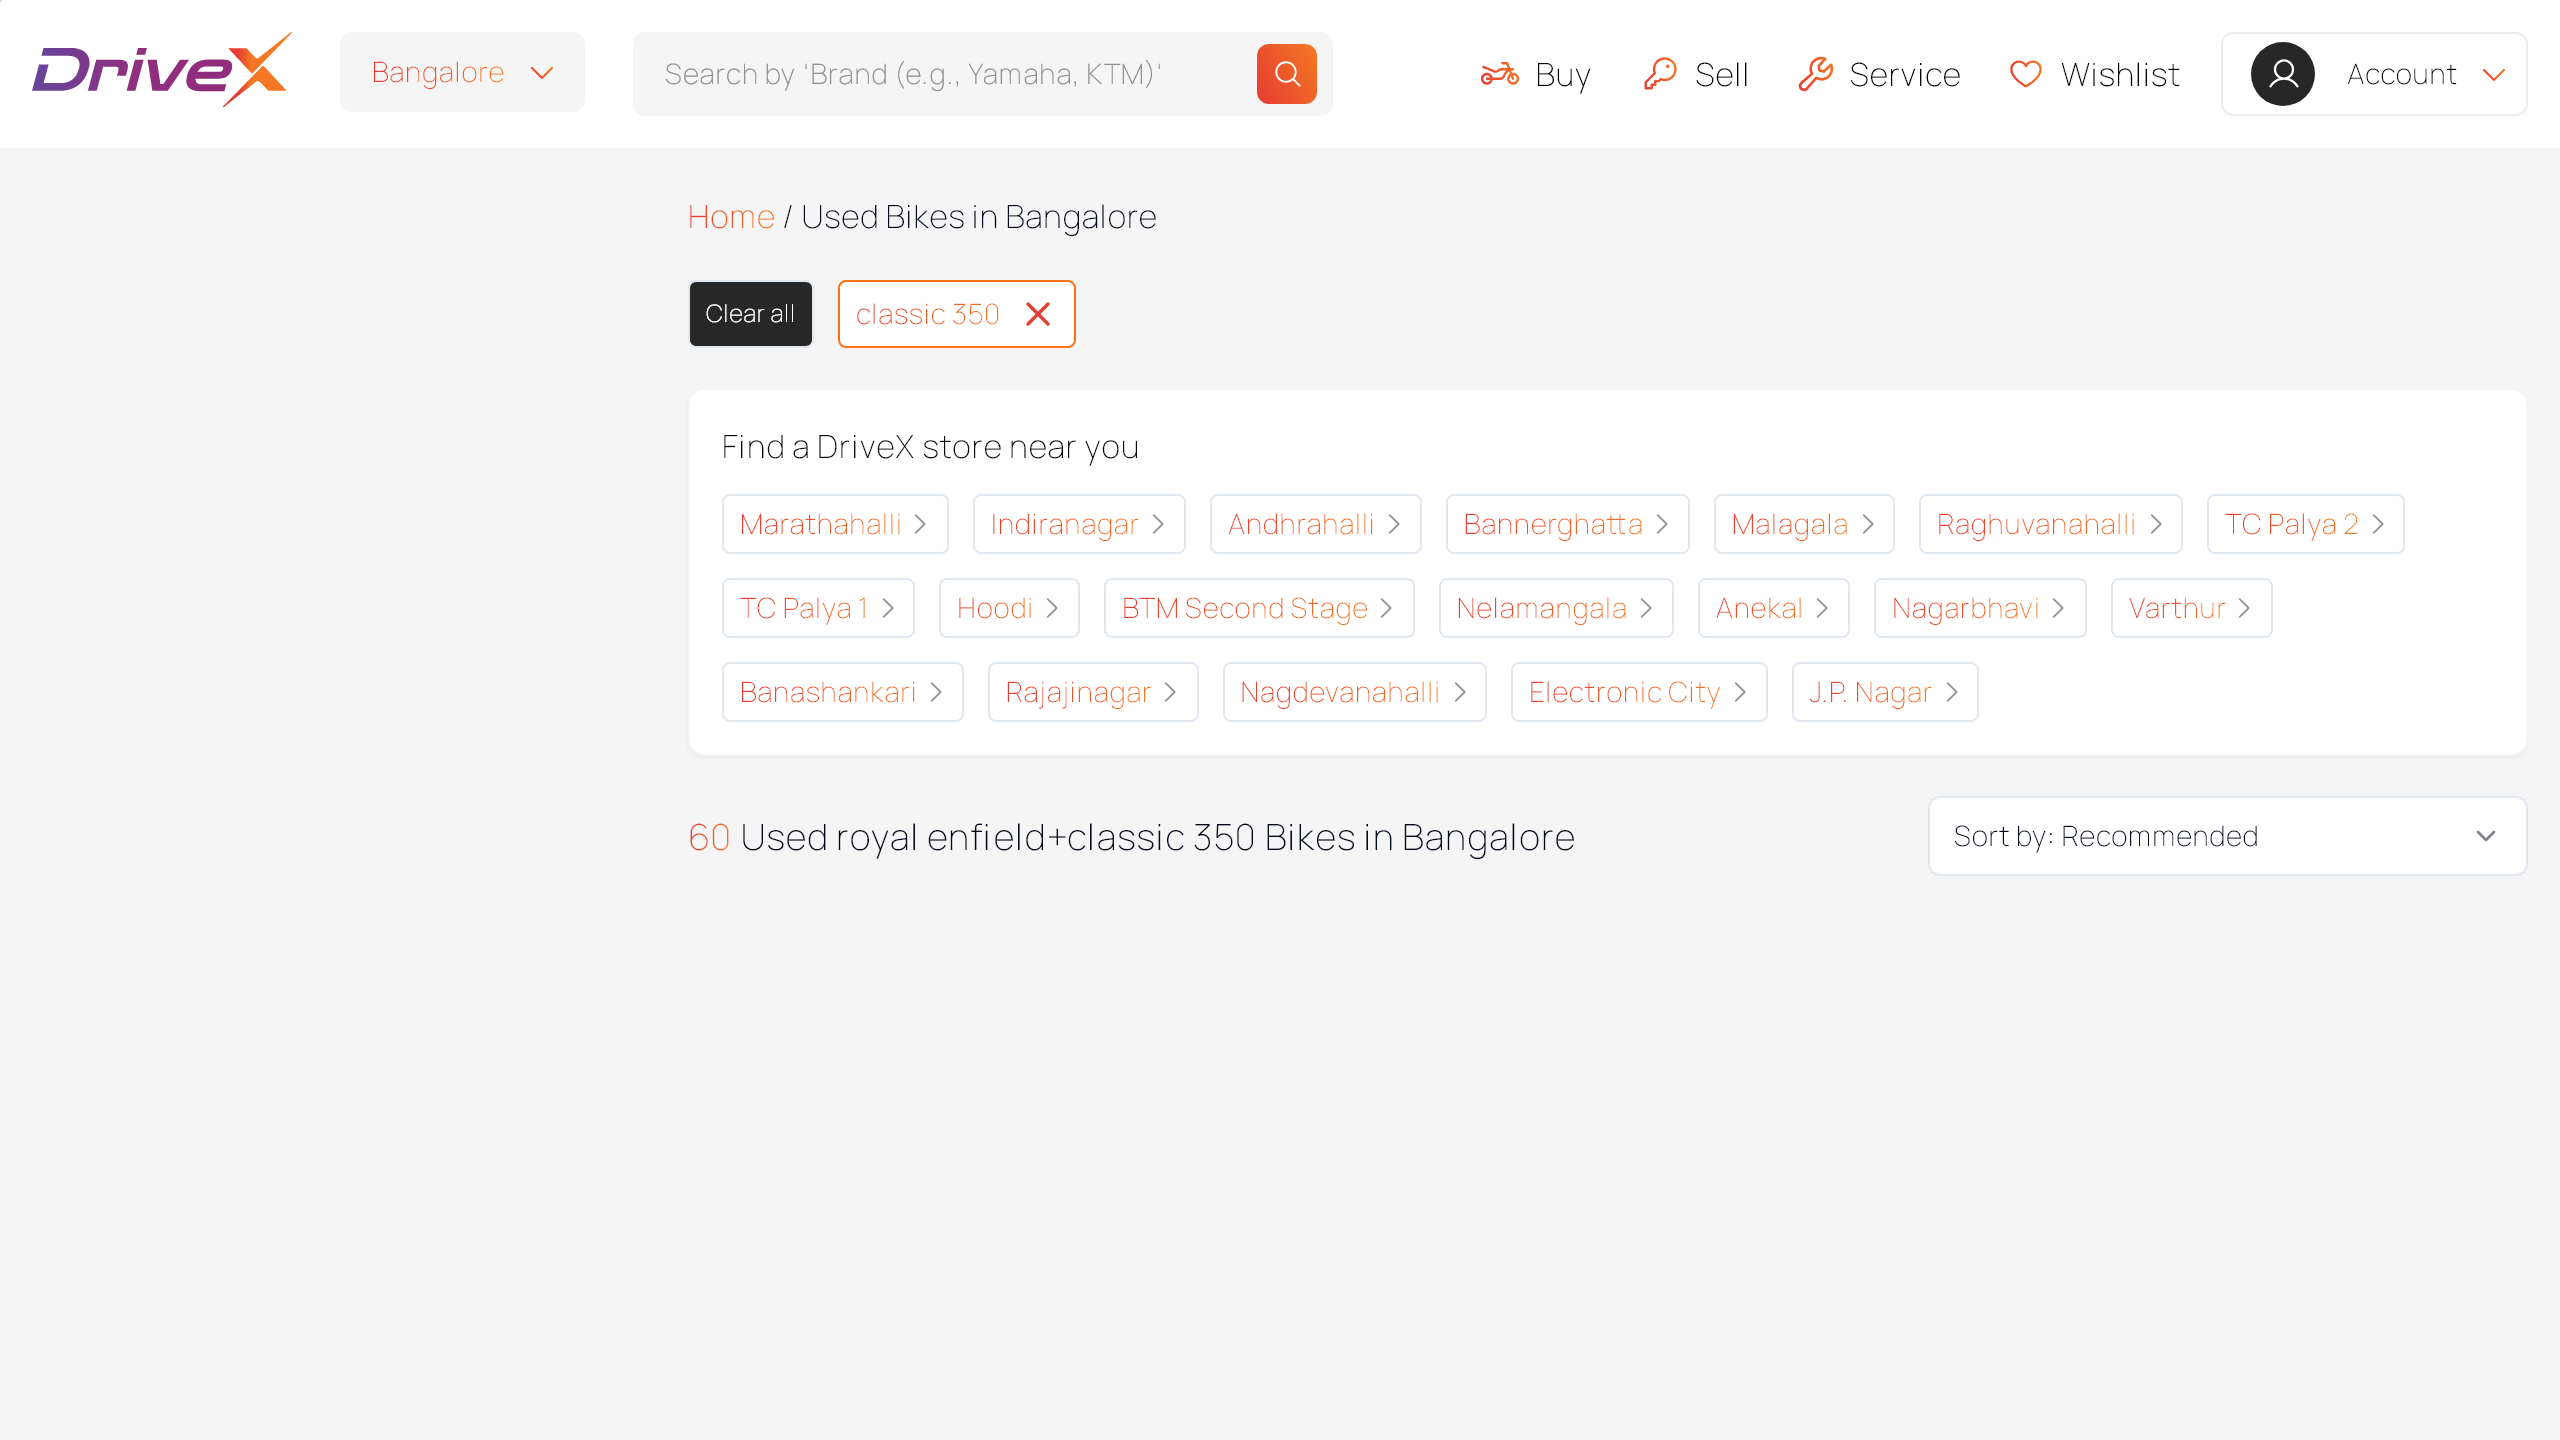 DriveX Bangalore Search by 'Brand (e.g., Yamaha, KTM)' Buy Sell Service Wishlist Account
Home / Used Bikes in Bangalore
Clear all classic 350
Find a DriveX store near you
Marathahalli Indiranagar Andhrahalli Bannerghatta Malagala Raghuvanahalli TC Palya 2
TC Palya 1 Hoodi BTM Second Stage Nelamangala Anekal Nagarbhavi Varthur
Banashankari Rajajinagar Nagdevanahalli Electronic City J.P. Nagar
60 Used royal enfield+classic 350 Bikes in Bangalore Sort by: Recommended